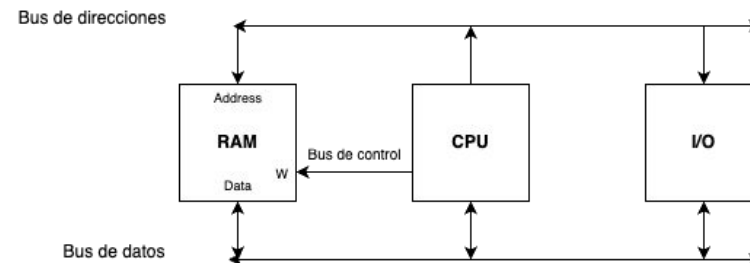 Bus de direcciones
Address
RAM
CPU
I/O
Bus de control
W
Data
Bus de datos